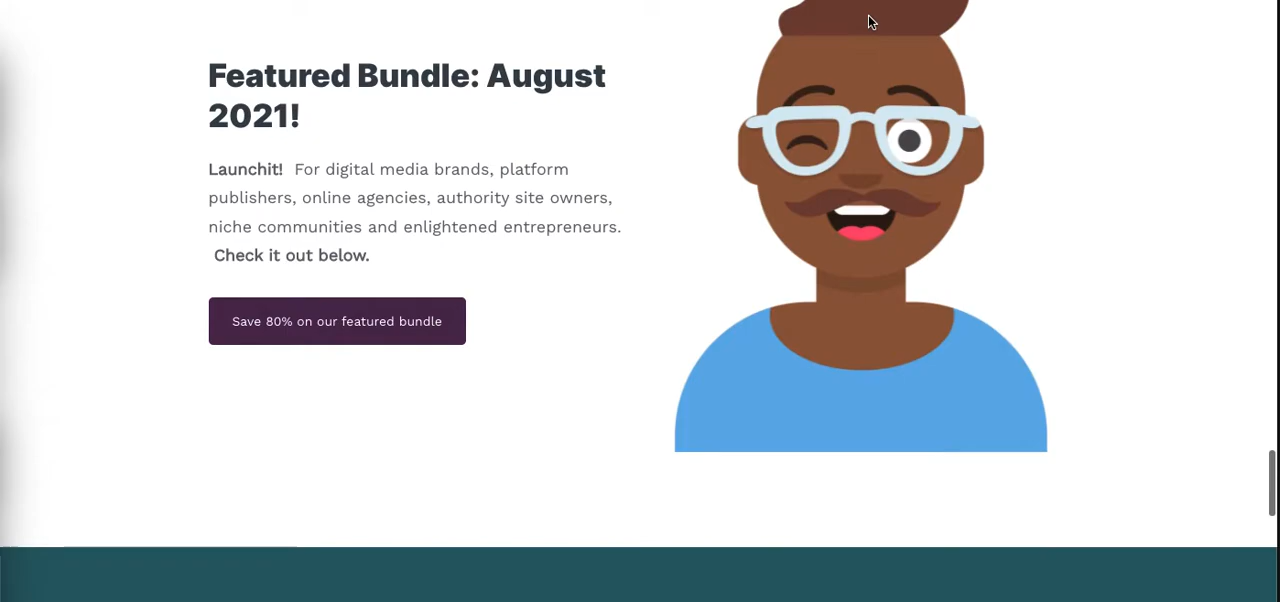 Featured Bundle: August
2021!
Launchit!  For digital media brands, platform
publishers, online agencies, authority site owners,
niche communities and enlightened entrepreneurs.
Check it out below.
Save 80% on our featured bundle